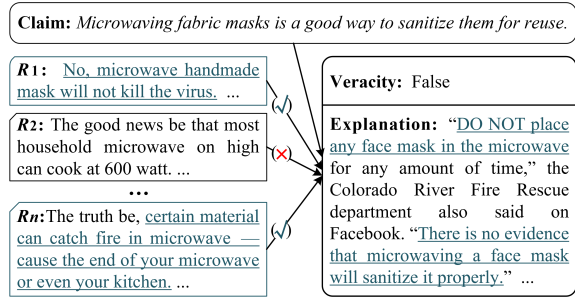 Claim: Microwaving fabric masks is a good way to sanitize them for reuse.
R1: No, microwave handmade
mask will not kill the virus. ...
R2: The good news be that most
household microwave on high
can cook at 600 watt. ...
...
Rn:The truth be, certain material
can catch fire in microwave —
cause the end of your microwave
or even your kitchen. ...
Veracity: False
Explanation: “DO NOT place
any face mask in the microwave
for any amount of time,” the
Colorado River Fire Rescue
department also said on
Facebook. “There is no evidence
that microwaving a face mask
will sanitize it properly.” ...